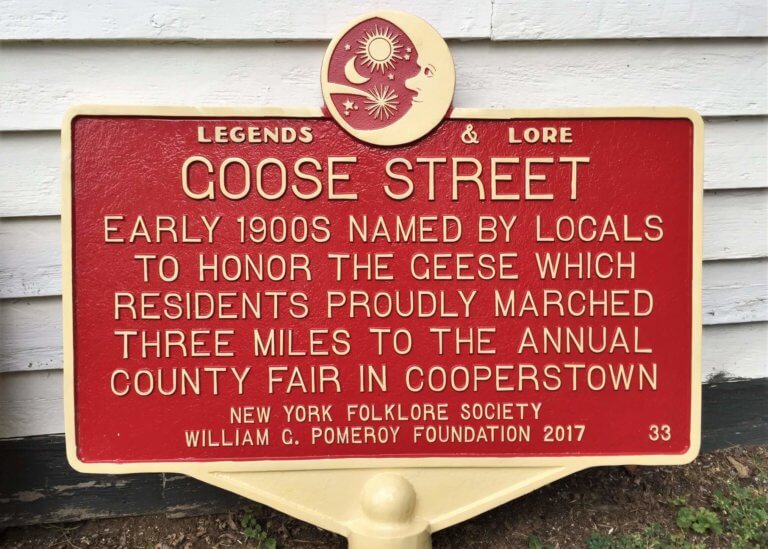 LEGENDS & LORE
GOOSE STREET
EARLY 1900S NAMED BY LOCALS
TO HONOR THE GEESE WHICH
RESIDENTS PROUDLY MARCHED
THREE MILES TO THE ANNUAL
COUNTY FAIR IN COOPERSTOWN
NEW YORK FOLKLORE SOCIETY
WILLIAM G. POMEROY FOUNDATION 2017 33